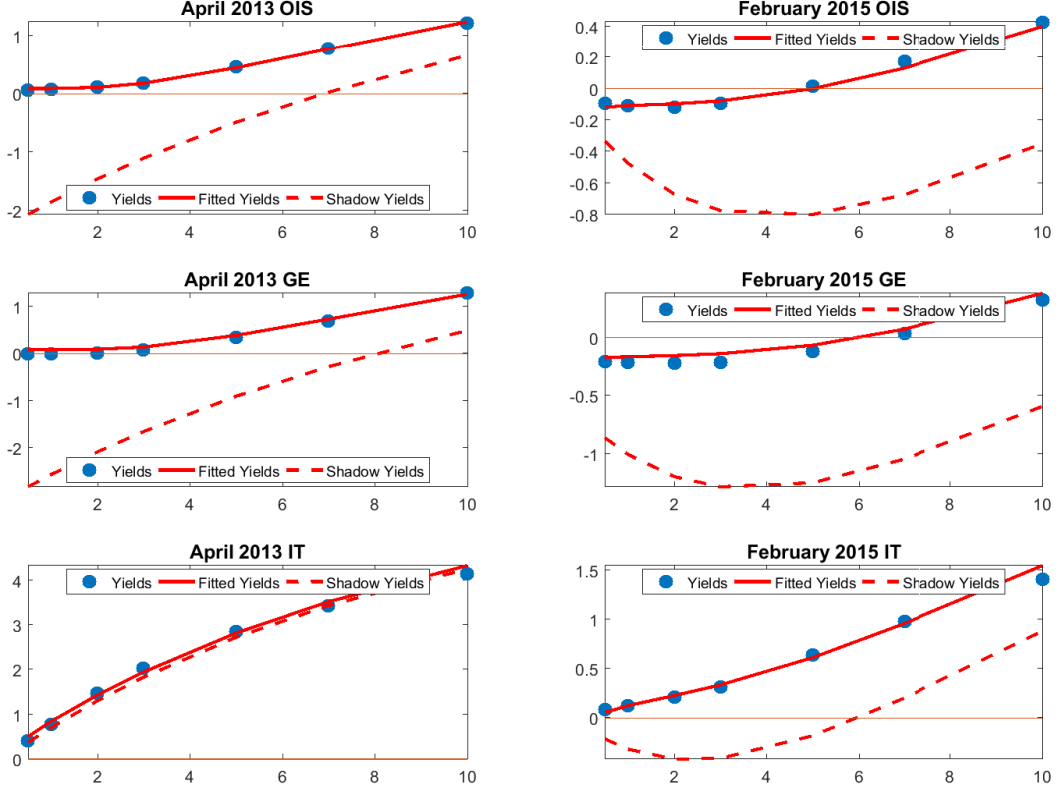 April 2013 OIS
1
0
-1
-2
Yields Fitted Yields Shadow Yields
2 4 6 8 10
February 2015 OIS
0.4
0.2
0
-0.2
-0.4
-0.6
-0.8
Yields Fitted Yields Shadow Yields
2 4 6 8 10
April 2013 GE
1
0
-1
-2
Yields Fitted Yields Shadow Yields
2 4 6 8 10
February 2015 GE
0
-0.5
-1
Yields Fitted Yields Shadow Yields
2 4 6 8 10
April 2013 IT
4
3
2
1
0
Yields Fitted Yields Shadow Yields
2 4 6 8 10
February 2015 IT
1.5
1
0.5
0
Yields Fitted Yields Shadow Yields
2 4 6 8 10